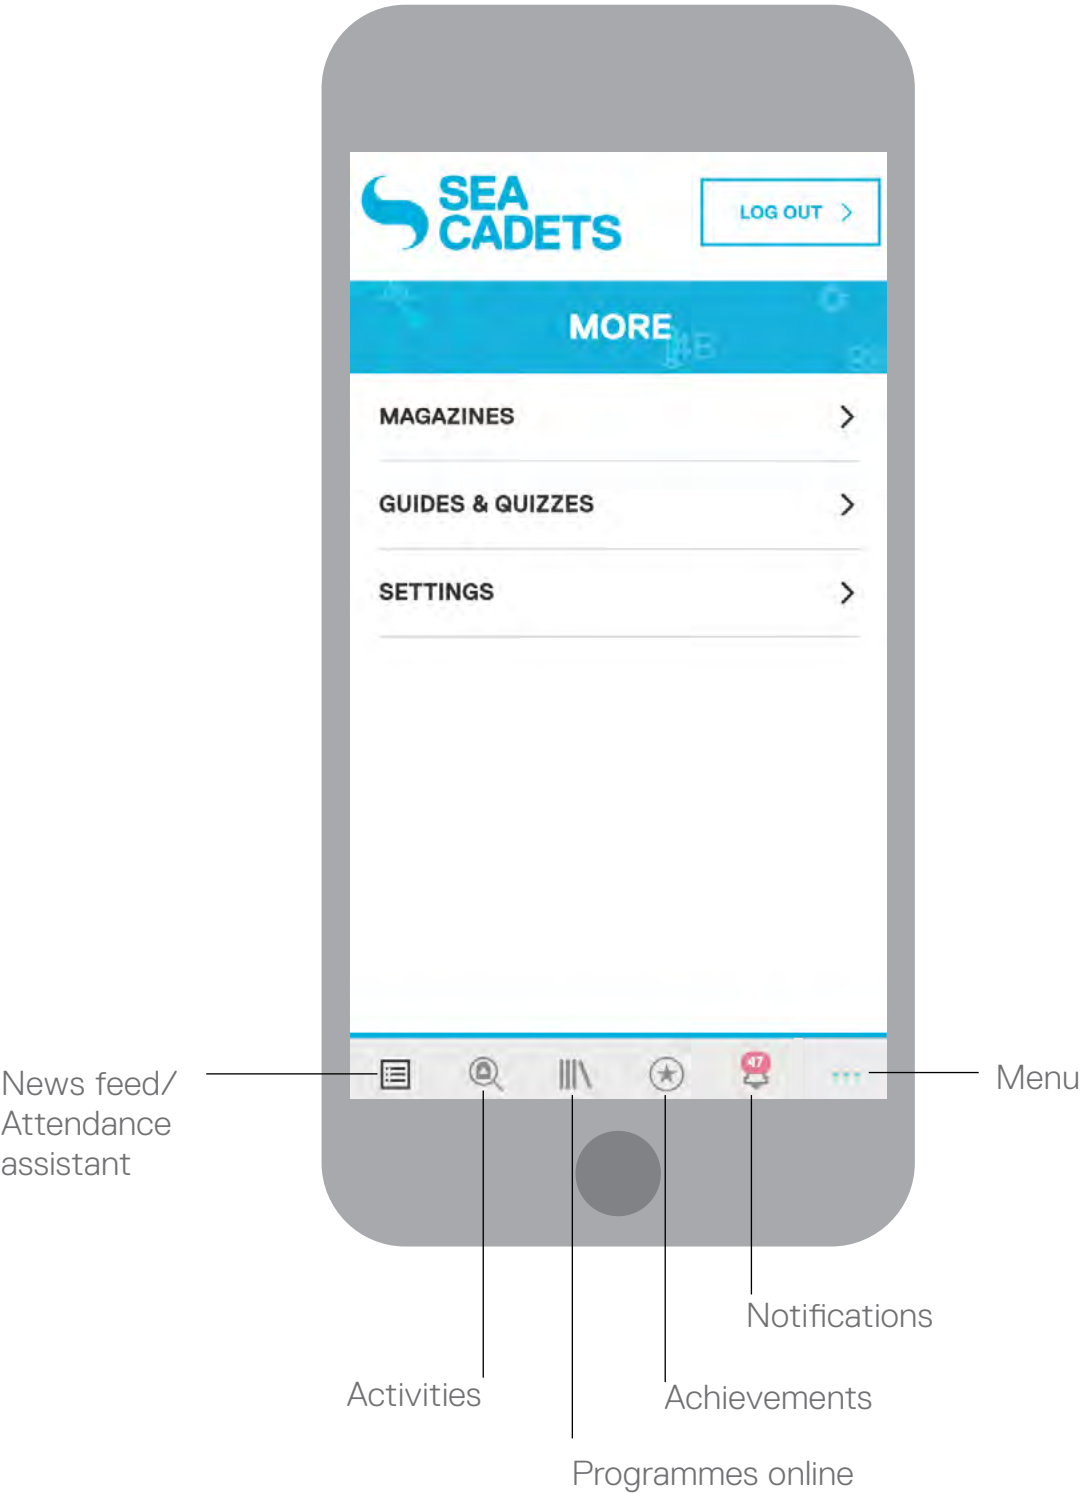 SEA
CADETS
LOG OUT
MORE
4B
MAGAZINES
GUIDES & QUIZZES
SETTINGS
47
News feed/
Attendance
assistant
Menu
Notifications
Activities
Achievements
Programmes online